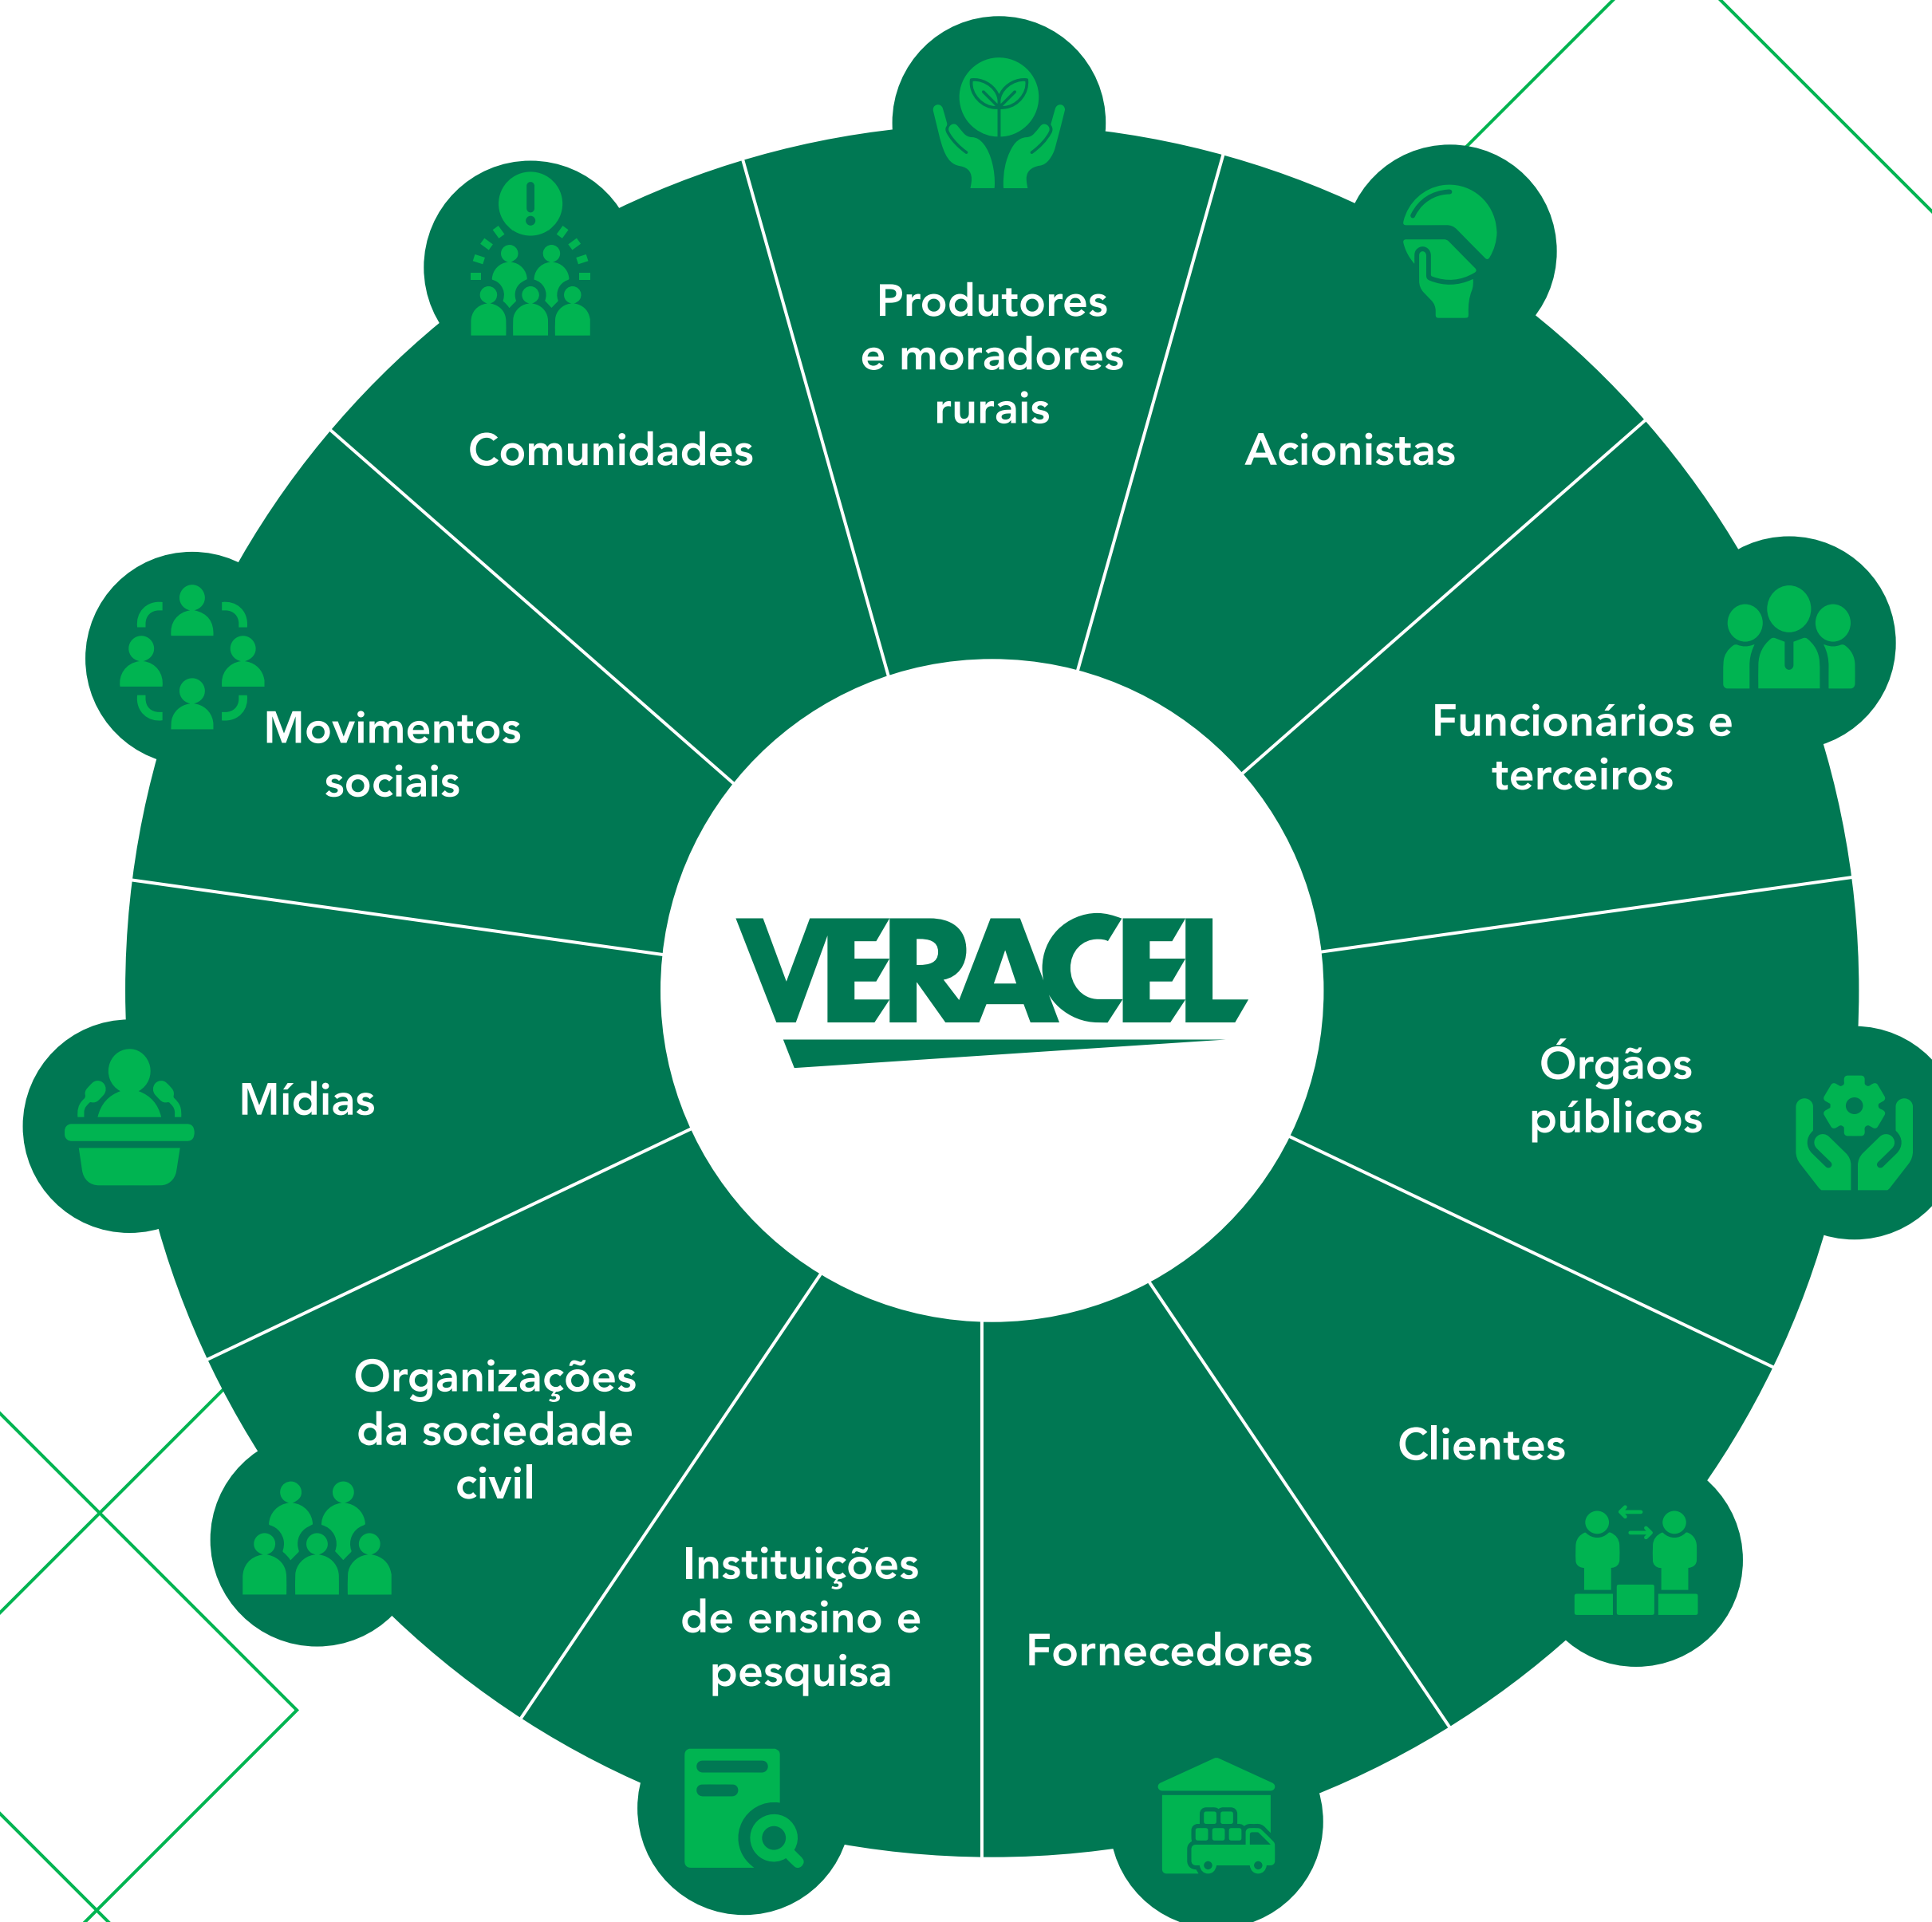 Produtores
e moradores
rurais
Acionistas
Funcionários e
terceiros
Órgãos
públicos
Clientes
Fornecedores
Instituições
de ensino e
pesquisa
Organizações
da sociedade
civil
Mídias
Movimentos
sociais
Comunidades
VERACEL